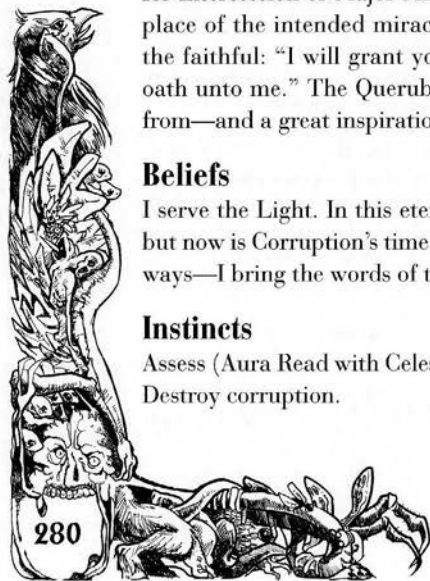 place of the intended mirac
the faithful: “I will grant yo
oath unto me.” The Querub
from—and a great inspiratio
Beliefs
I serve the Light. In this eter
but now is Corruption’s time
ways—I bring the words of t
Instincts
Assess (Aura Read with Celes
Destroy corruption.
280